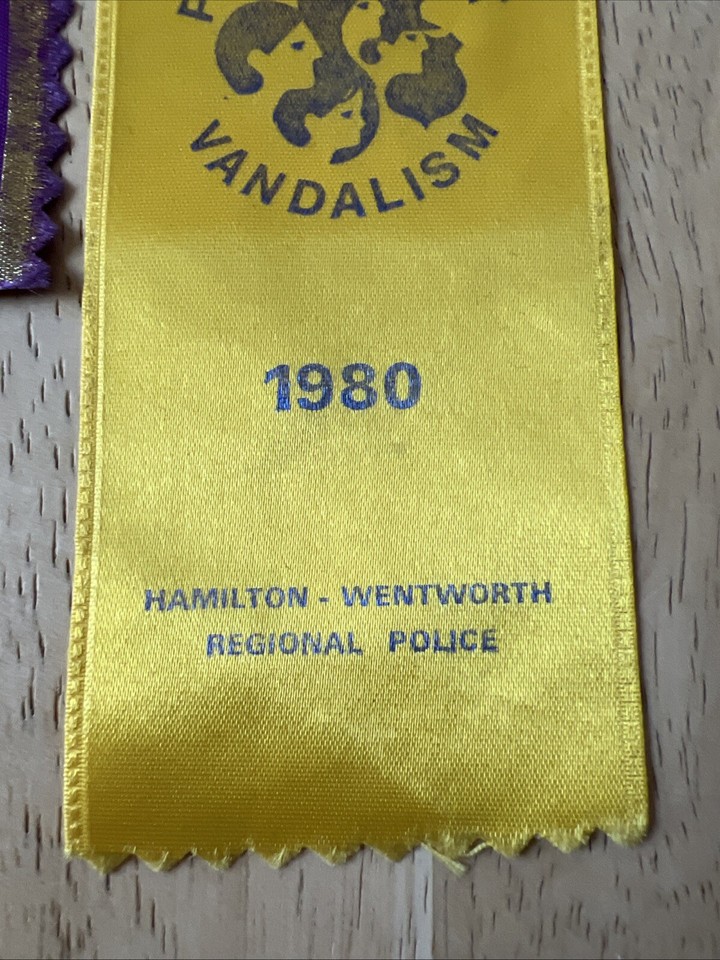 VANDALISM
1980
HAMILTON - WENTWORTH
REGIONAL POLICE